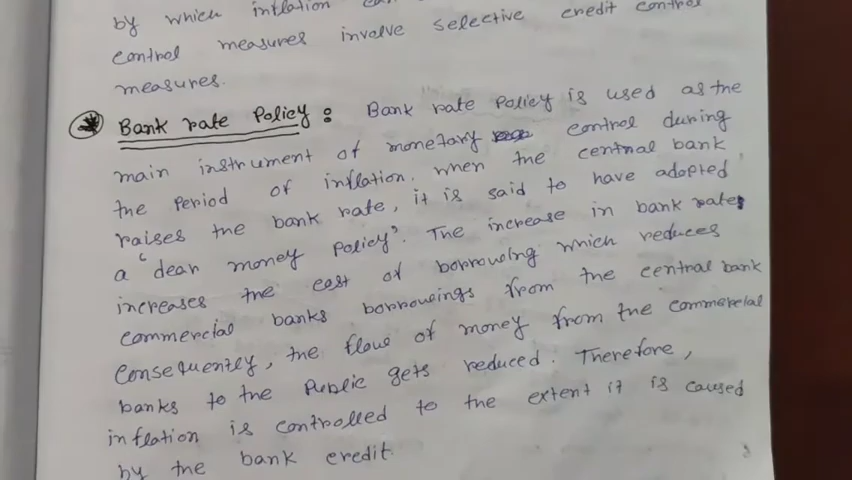 by which inflation can
control measures involve selective credit control
measures.
Bank rate Policy: Bank rate Policy is used as the
main instrument of monetary control during
the Period of inflation. when the central bank
raises the bank rate, it is said to have adopted
a "dear money Policy". The increase in bank rate
increases the cost of borrowing which reduces
commercial banks borrowings from the central bank
Consequently, the flow of money from the commercial
banks to the Public gets reduced. Therefore,
inflation is controlled to the extent it is caused
by the bank credit.